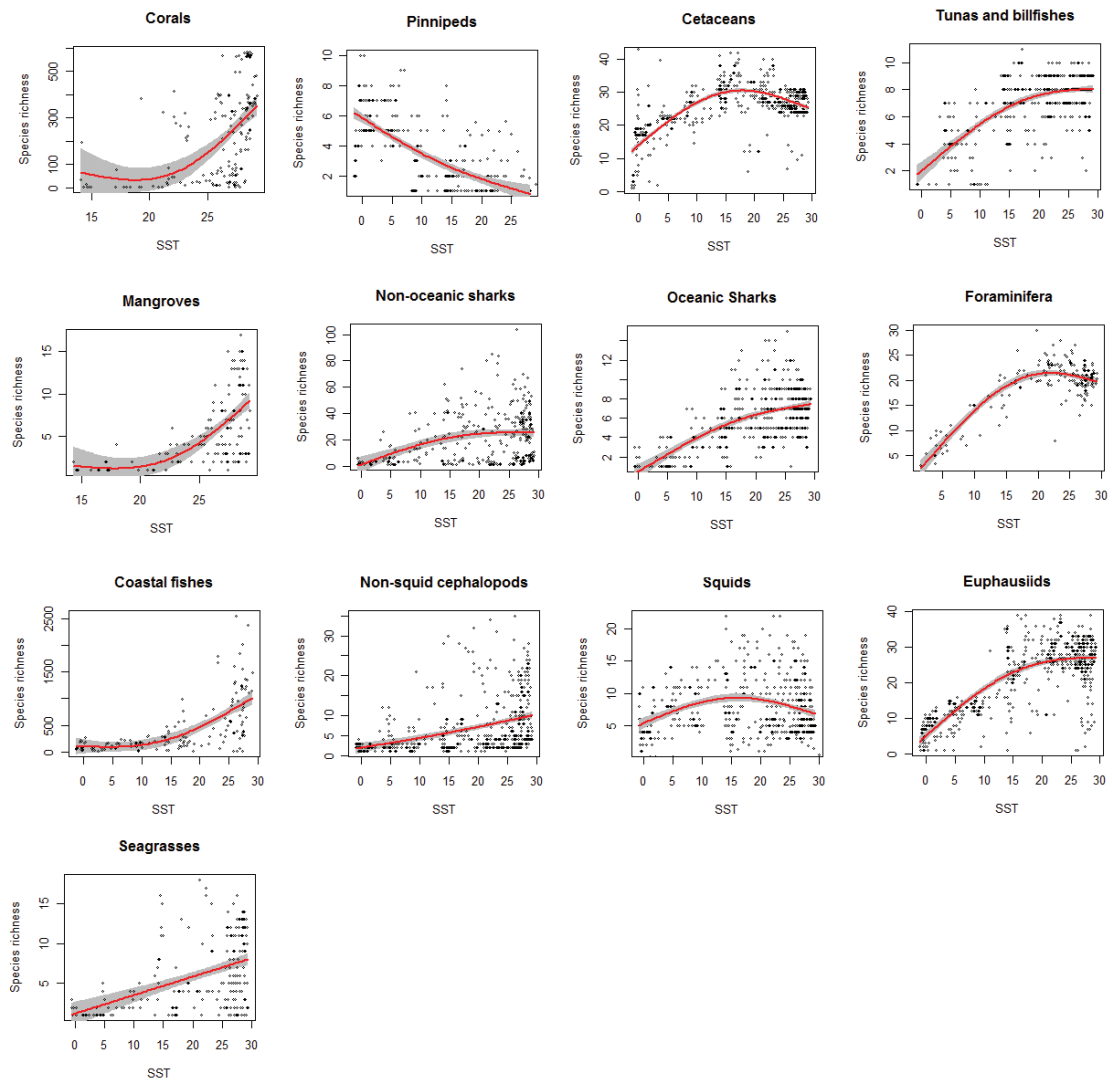 Corals
Species richness
0 100 300 500
15 20 25
SST
Pinnipeds
Species richness
2 4 6 8 10
0 5 10 15 20 25
SST
Cetaceans
Species richness
0 10 20 30 40
0 5 10 15 20 25 30
SST
Tunas and billfishes
Species richness
2 4 6 8 10
0 5 10 15 20 25 30
SST
Mangroves
Species richness
5 10 15
15 20 25
SST
Non-oceanic sharks
Species richness
0 20 40 60 80 100
0 5 10 15 20 25 30
SST
Oceanic Sharks
Species richness
2 4 6 8 12
0 5 10 15 20 25 30
SST
Foraminifera
Species richness
5 10 15 20 25 30
5 10 15 20 25 30
SST
Coastal fishes
Species richness
0 500 1500 2500
0 5 10 15 20 25 30
SST
Non-squid cephalopods
Species richness
0 5 10 20 30
0 5 10 15 20 25 30
SST
Squids
Species richness
5 10 15 20
0 5 10 15 20 25 30
SST
Euphausiids
Species richness
0 10 20 30 40
0 5 10 15 20 25 30
SST
Seagrasses
Species richness
5 10 15
0 5 10 15 20 25 30
SST